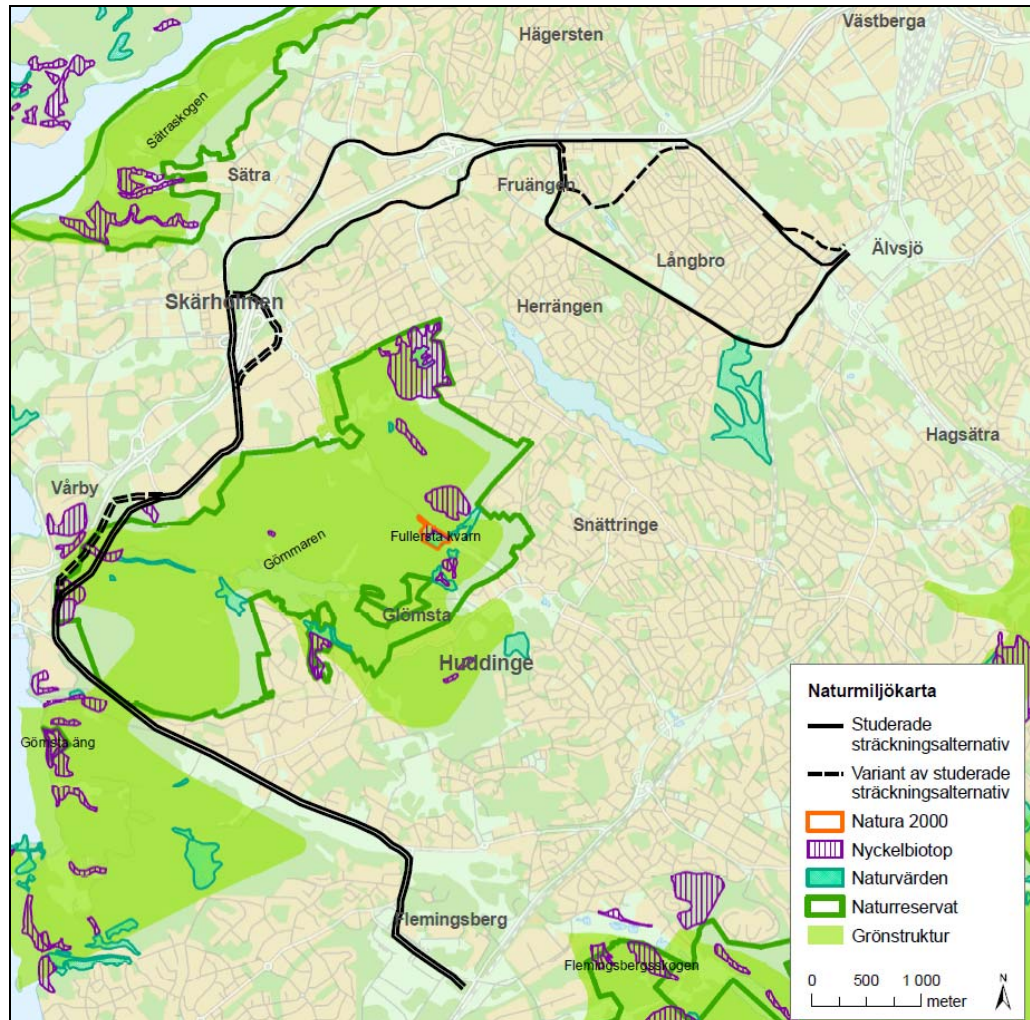 Västberga
Hägersten
Sätraskogen
Sätra
Fruängen
Älvsjö
Långbro
Skärholmen
Herrängen
Hagsätra
Vårby
Snättringe
Fullersta kvarn
Gömmaren
Glömsta
Huddinge
Gömsta äng
Flemingsberg
Flemingsbergsskogen
Naturmiljökarta
Studerade
sträckningsalternativ
Variant av studerade
sträckningsalternativ
Natura 2000
Nyckelbiotop
Naturvärden
Naturreservat
Grönstruktur
0 500 1 000
meter
N